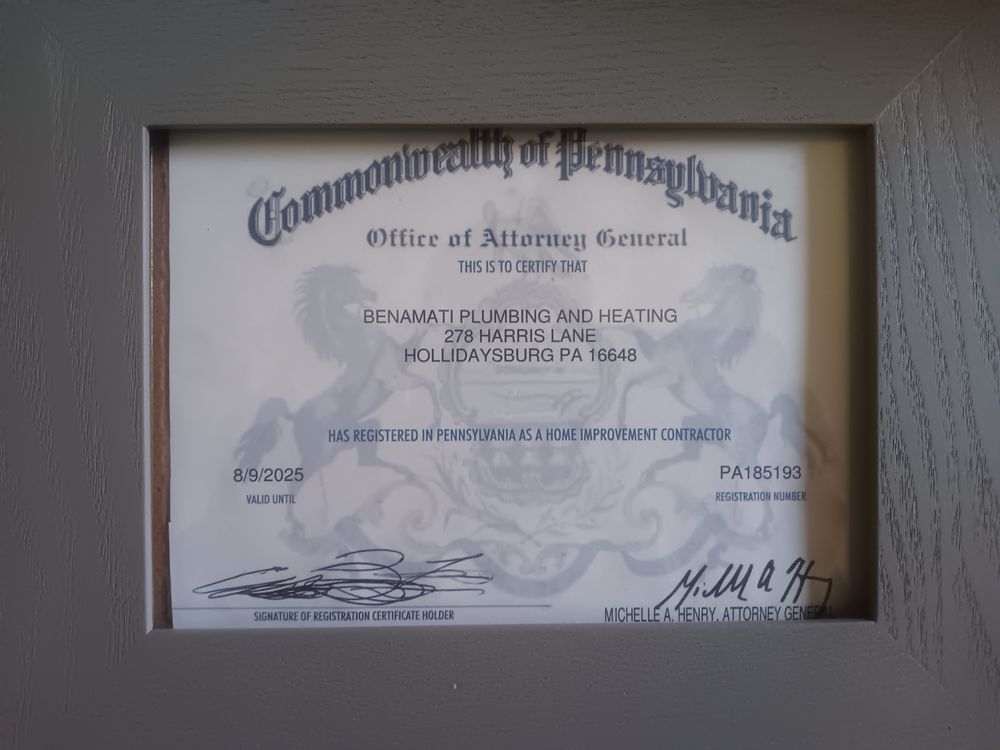 Commonwealth of Pennsylvania
Office of Attorney General
THIS IS TO CERTIFY THAT
BENAMATI PLUMBING AND HEATING
278 HARRIS LANE
HOLLIDAYSBURG PA 16648
HAS REGISTERED IN PENNSYLVANIA AS A HOME IMPROVEMENT CONTRACTOR
8/9/2025
VALID UNTIL
PA185193
REGISTRATION NUMBER
SIGNATURE OF REGISTRATION CERTIFICATE HOLDER
MICHELLE A. HENRY, ATTORNEY GENERAL